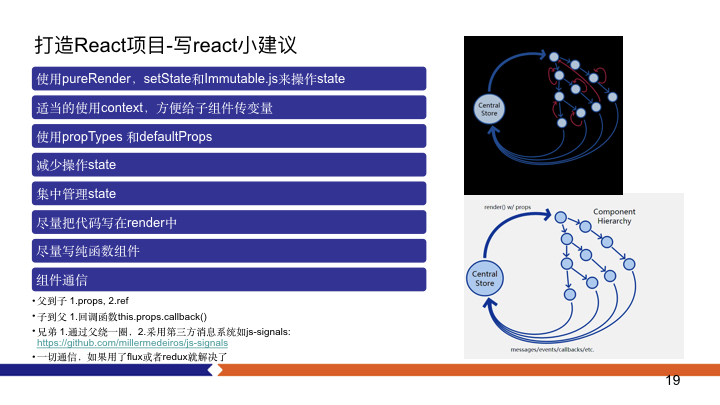 打造React项目-写react小建议
使用pureRender，setState和Immutable.js来操作state
适当的使用context，方便给子组件传变量
使用propTypes 和defaultProps
减少操作state
集中管理state
尽量把代码写在render中
尽量写纯函数组件
组件通信
• 父到子 1.props, 2.ref
• 子到父 1.回调函数this.props.callback()
• 兄弟 1.通过父绕一圈，2.采用第三方消息系统如js-signals:
https://github.com/millermedeiros/js-signals
• 一切通信，如果用了flux或者redux就解决了
Central
Store
render() w/ props
Component
Hierarchy
Central
Store
messages/events/callbacks/etc.
19